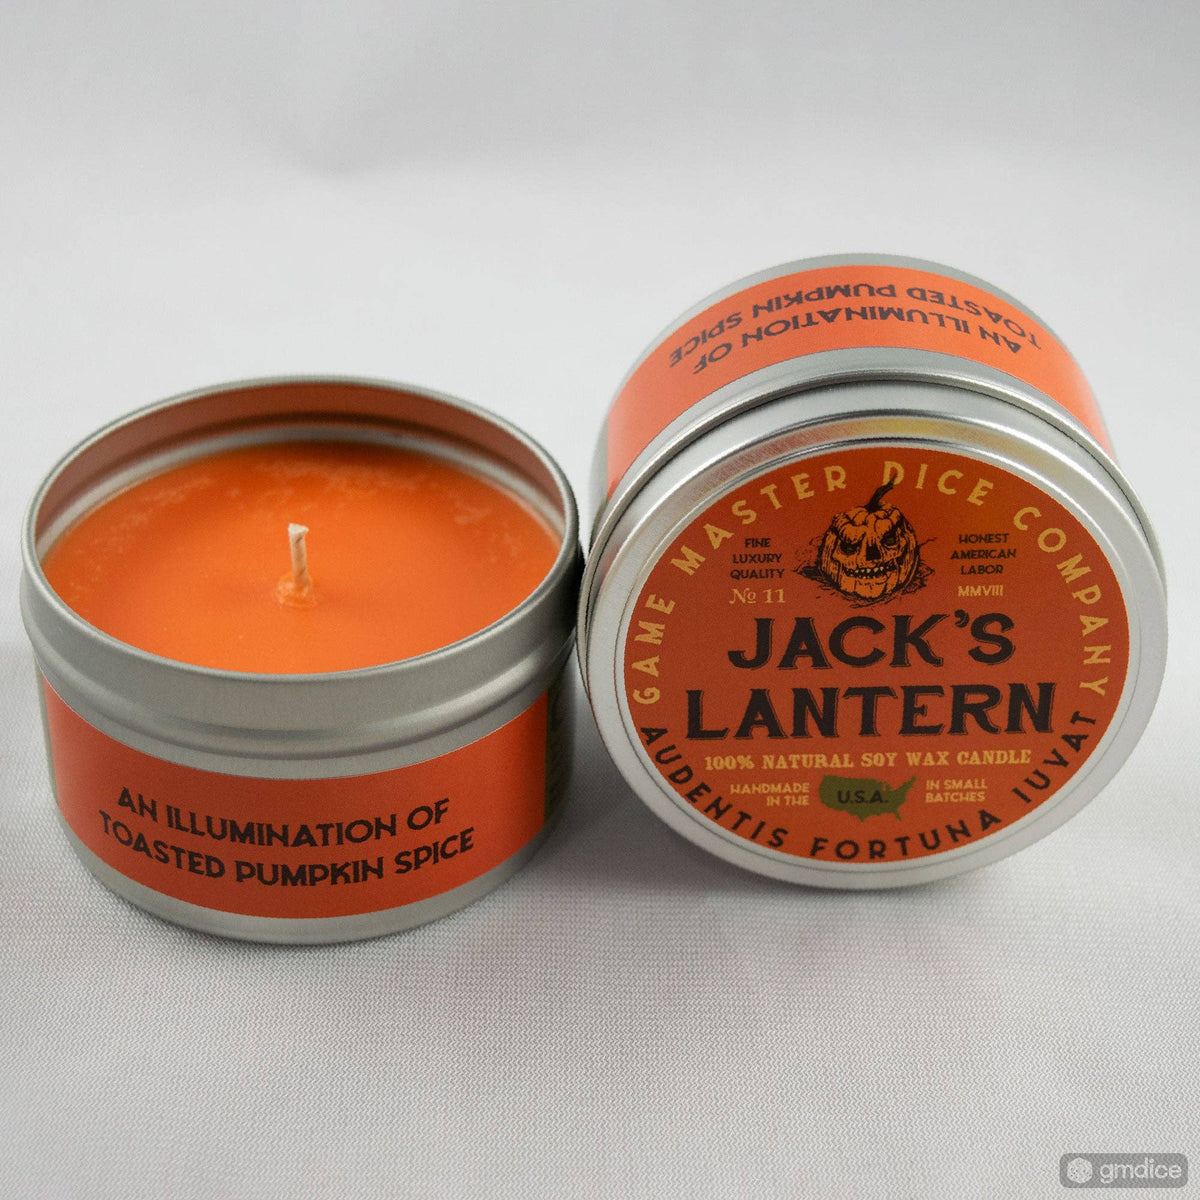 AN ILLUMINATION OF
TOASTED PUMPKIN SPICE
AN ILLUMINATION OF
TOASTED PUMPKIN SPICE
GAME MASTER DICE COMPANY
FINE
LUXURY
QUALITY
№ 11
HONEST
AMERICAN
LABOR
MMVIII
JACK'S
LANTERN
100% NATURAL SOY WAX CANDLE
HANDMADE
IN THE
U.S.A.
IN SMALL
BATCHES
AUDENTIS FORTUNA IUVAT
gmdice